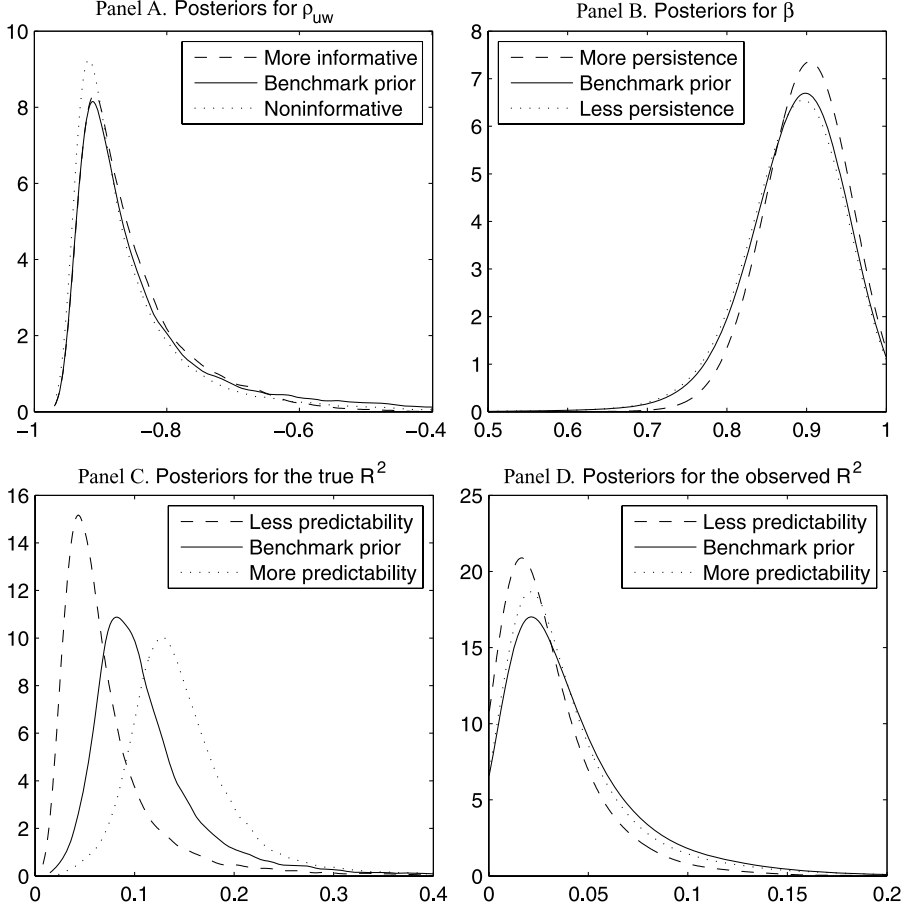 Panel A. Posteriors for ρuw
10
8
6
4
2
0
More informative
Benchmark prior
Noninformative
−1 −0.8 −0.6 −0.4
Panel B. Posteriors for β
8
7
6
5
4
3
2
1
0
More persistence
Benchmark prior
Less persistence
0.5 0.6 0.7 0.8 0.9 1
Panel C. Posteriors for the true R²
16
14
12
10
8
6
4
2
0
Less predictability
Benchmark prior
More predictability
0 0.1 0.2 0.3 0.4
Panel D. Posteriors for the observed R²
25
20
15
10
5
0
Less predictability
Benchmark prior
More predictability
0 0.05 0.1 0.15 0.2